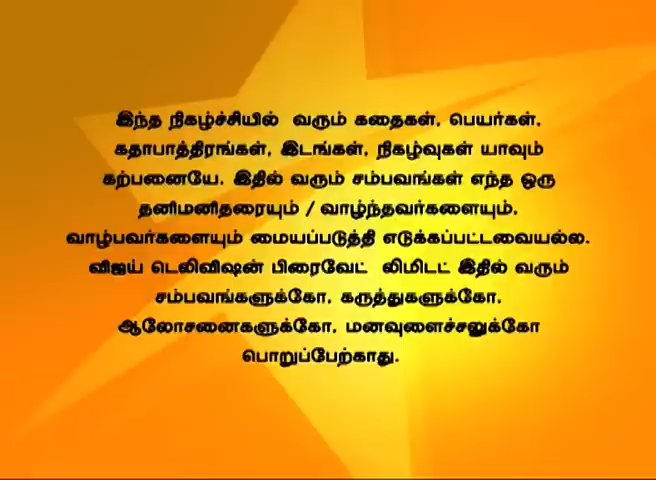 இந்த நிகழ்ச்சியில் வரும் கதைகள், பெயர்கள்,
கதாபாத்திரங்கள், இடங்கள், நிகழ்வுகள் யாவும்
கற்பனையே. இதில் வரும் சம்பவங்கள் எந்த ஒரு
தனிமனிதரையும் / வாழ்ந்தவர்களையும்,
வாழ்பவர்களையும் மையப்படுத்தி எடுக்கப்பட்டவையல்ல.
விஜய் டெலிவிஷன் பிரைவேட் லிமிடட் இதில் வரும்
சம்பவங்களுக்கோ, கருத்துகளுக்கோ,
ஆலோசனைகளுக்கோ, மனவுளைச்சலுக்கோ
பொறுப்பேற்காது.